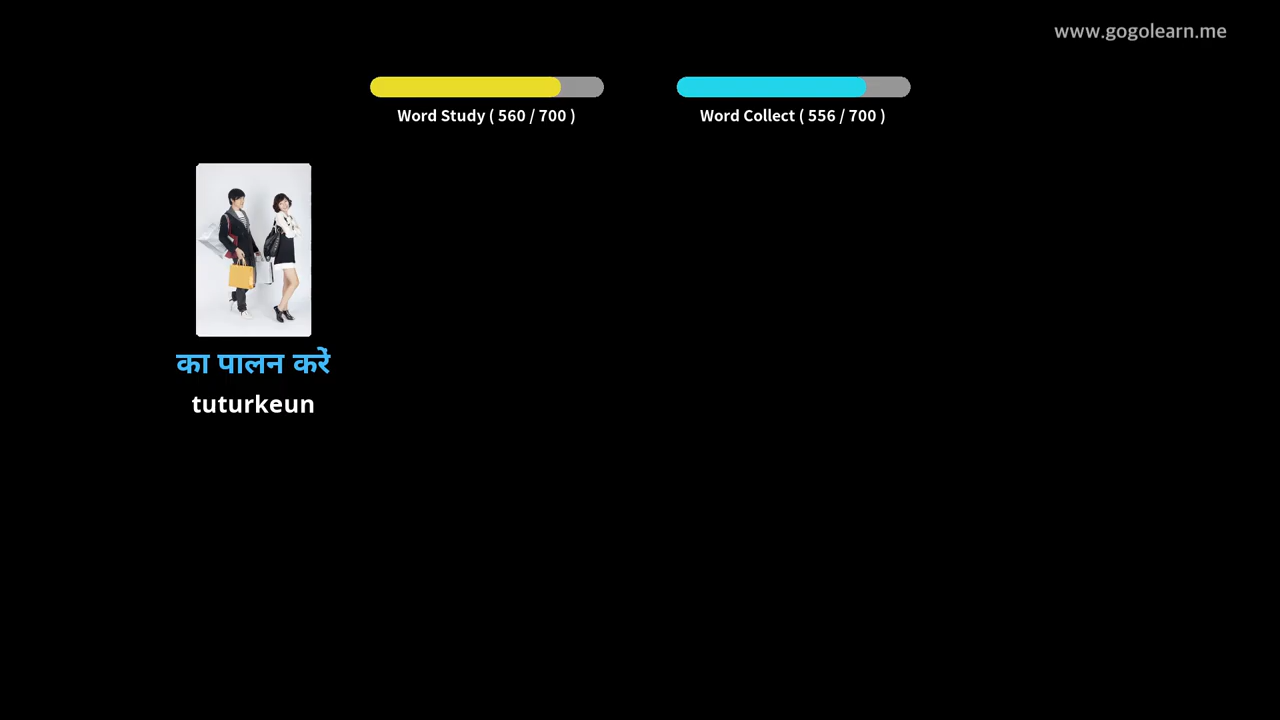 www.gogolearn.me
Word Study ( 560 / 700 )
Word Collect ( 556 / 700 )
का पालन करें
tuturkeun